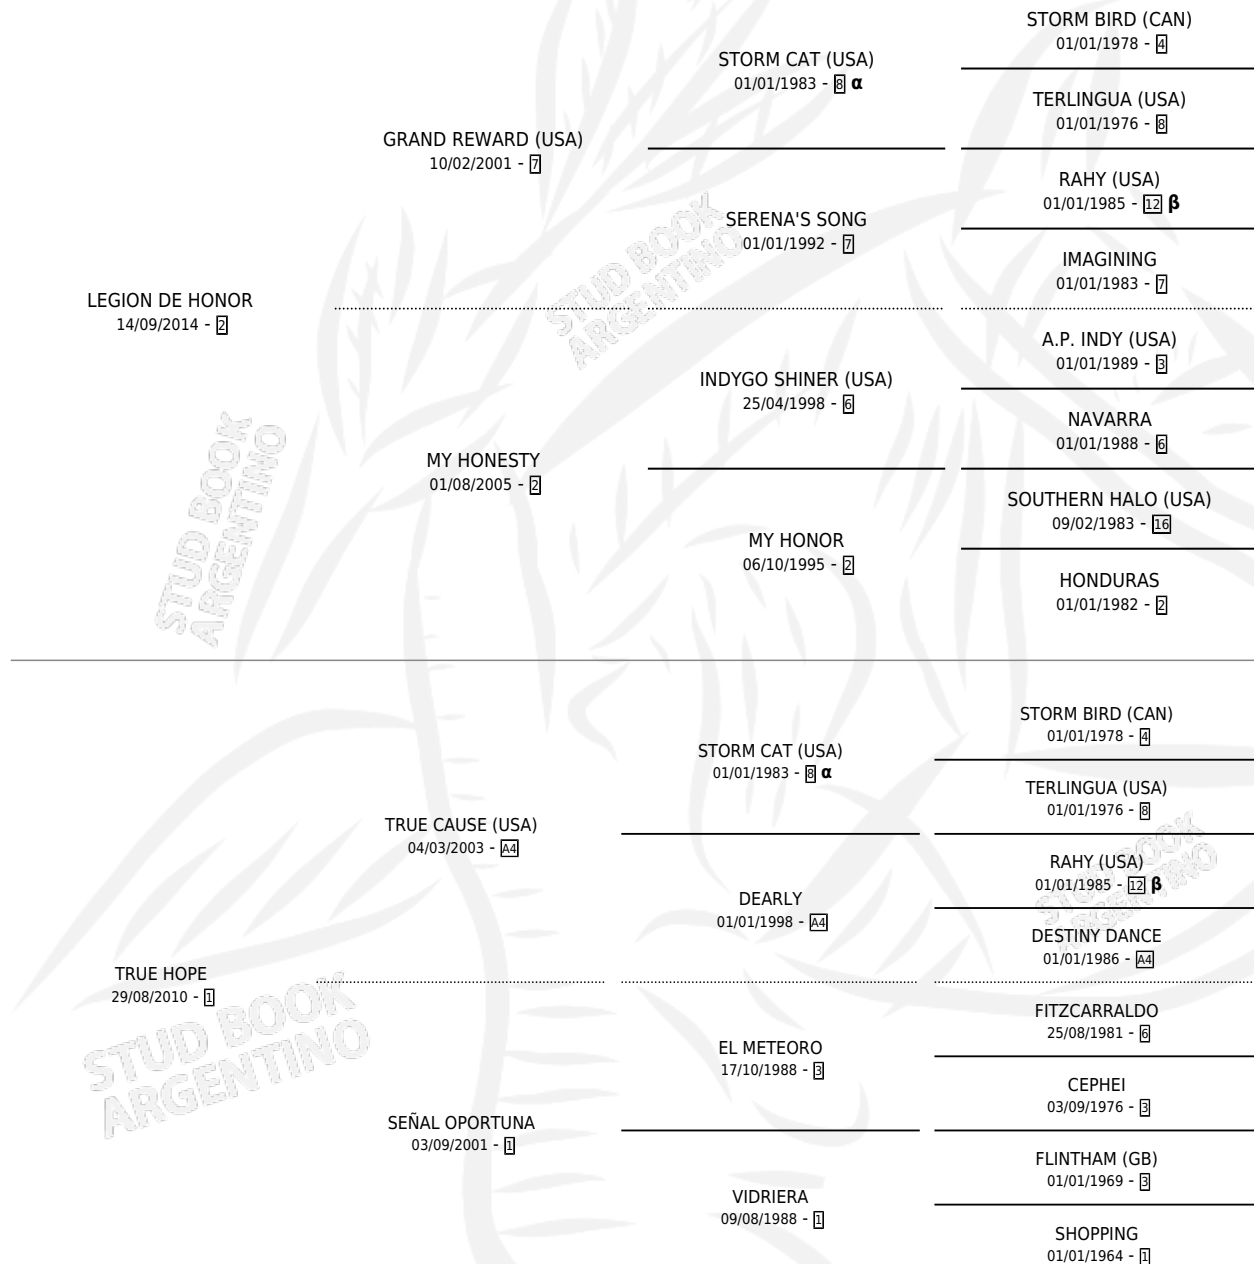 STORM BIRD (CAN)
01/01/1978 - 4
STORM CAT (USA)
01/01/1983 - 8 α
TERLINGUA (USA)
01/01/1976 - 8
GRAND REWARD (USA)
10/02/2001 - 7
RAHY (USA)
01/01/1985 - 12 β
SERENA'S SONG
01/01/1992 - 7
IMAGINING
01/01/1983 - 7
LEGION DE HONOR
14/09/2014 - 2
A.P. INDY (USA)
01/01/1989 - 3
INDYGO SHINER (USA)
25/04/1998 - 6
NAVARRA
01/01/1988 - 6
MY HONESTY
01/08/2005 - 2
SOUTHERN HALO (USA)
09/02/1983 - 16
MY HONOR
06/10/1995 - 2
HONDURAS
01/01/1982 - 2
STORM BIRD (CAN)
01/01/1978 - 4
STORM CAT (USA)
01/01/1983 - 8 α
TERLINGUA (USA)
01/01/1976 - 8
TRUE CAUSE (USA)
04/03/2003 - A4
RAHY (USA)
01/01/1985 - 12 β
DEARLY
01/01/1998 - A4
DESTINY DANCE
01/01/1986 - A4
TRUE HOPE
29/08/2010 - 1
FITZCARRALDO
25/08/1981 - 6
EL METEORO
17/10/1988 - 3
CEPHEI
03/09/1976 - 3
SEÑAL OPORTUNA
03/09/2001 - 1
FLINTHAM (GB)
01/01/1969 - 3
VIDRIERA
09/08/1988 - 1
SHOPPING
01/01/1964 - 1
STUD BOOK
ARGENTINO
STUD BOOK
ARGENTINO
STUD BOOK
ARGENTINO
STUD BOOK
ARGENTINO